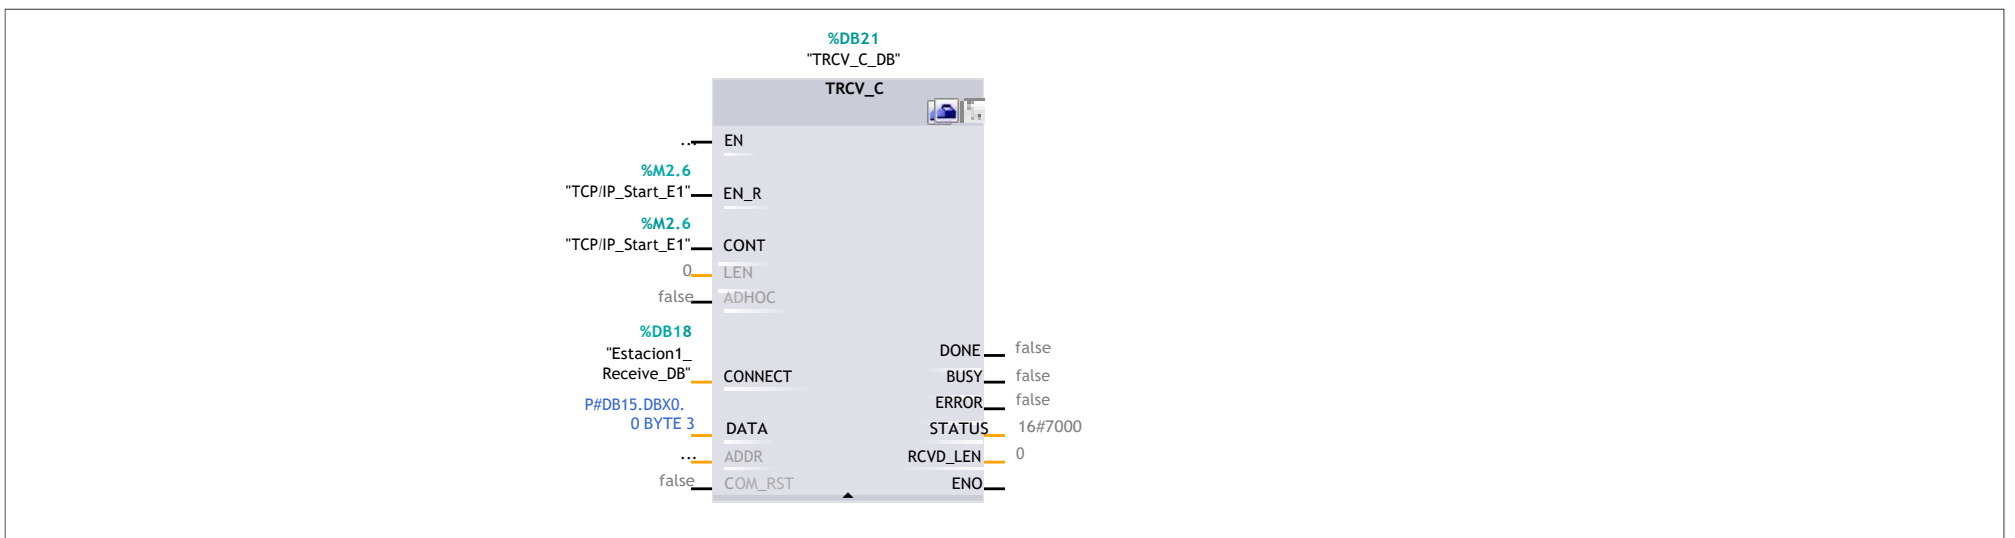 %DB21
"TRCV_C_DB"
TRCV_C
... EN
%M2.6
"TCP/IP_Start_E1" EN_R
%M2.6
"TCP/IP_Start_E1" CONT
0 LEN
false ADHOC
%DB18
"Estacion1_ DONE false
Receive_DB" CONNECT BUSY false
P#DB15.DBX0. ERROR false
0 BYTE 3 DATA STATUS 16#7000
... ADDR RCVD_LEN 0
false COM_RST ENO